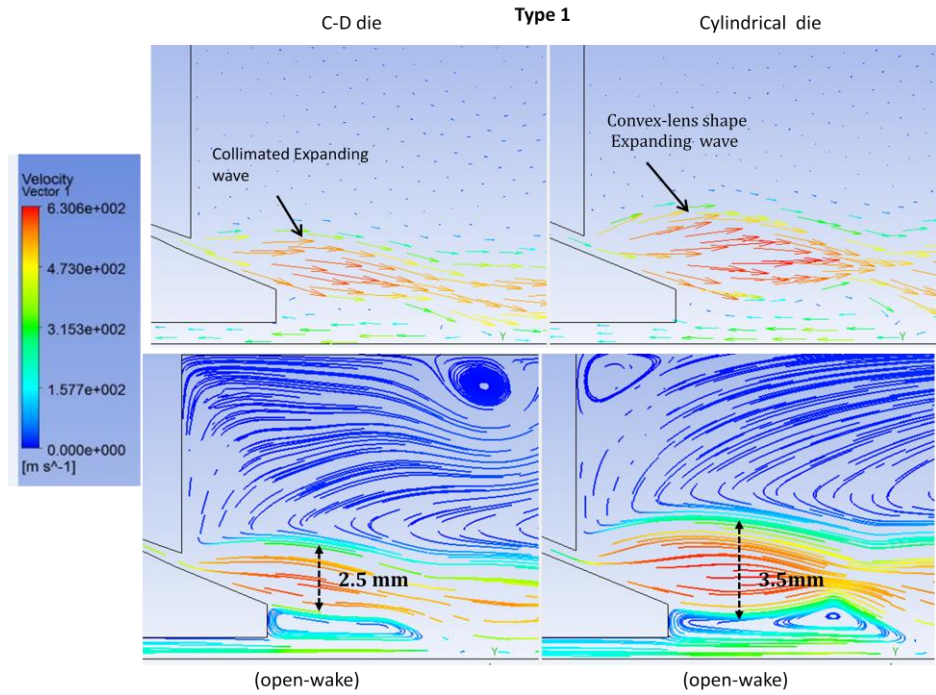 Type 1
C-D die
Cylindrical die
Collimated Expanding
wave
Convex-lens shape
Expanding wave
Velocity
Vector 1
6.306e+002
4.730e+002
3.153e+002
1.577e+002
0.000e+000
[m s^-1]
Y
Y
2.5 mm
3.5mm
Y
Y
(open-wake)
(open-wake)